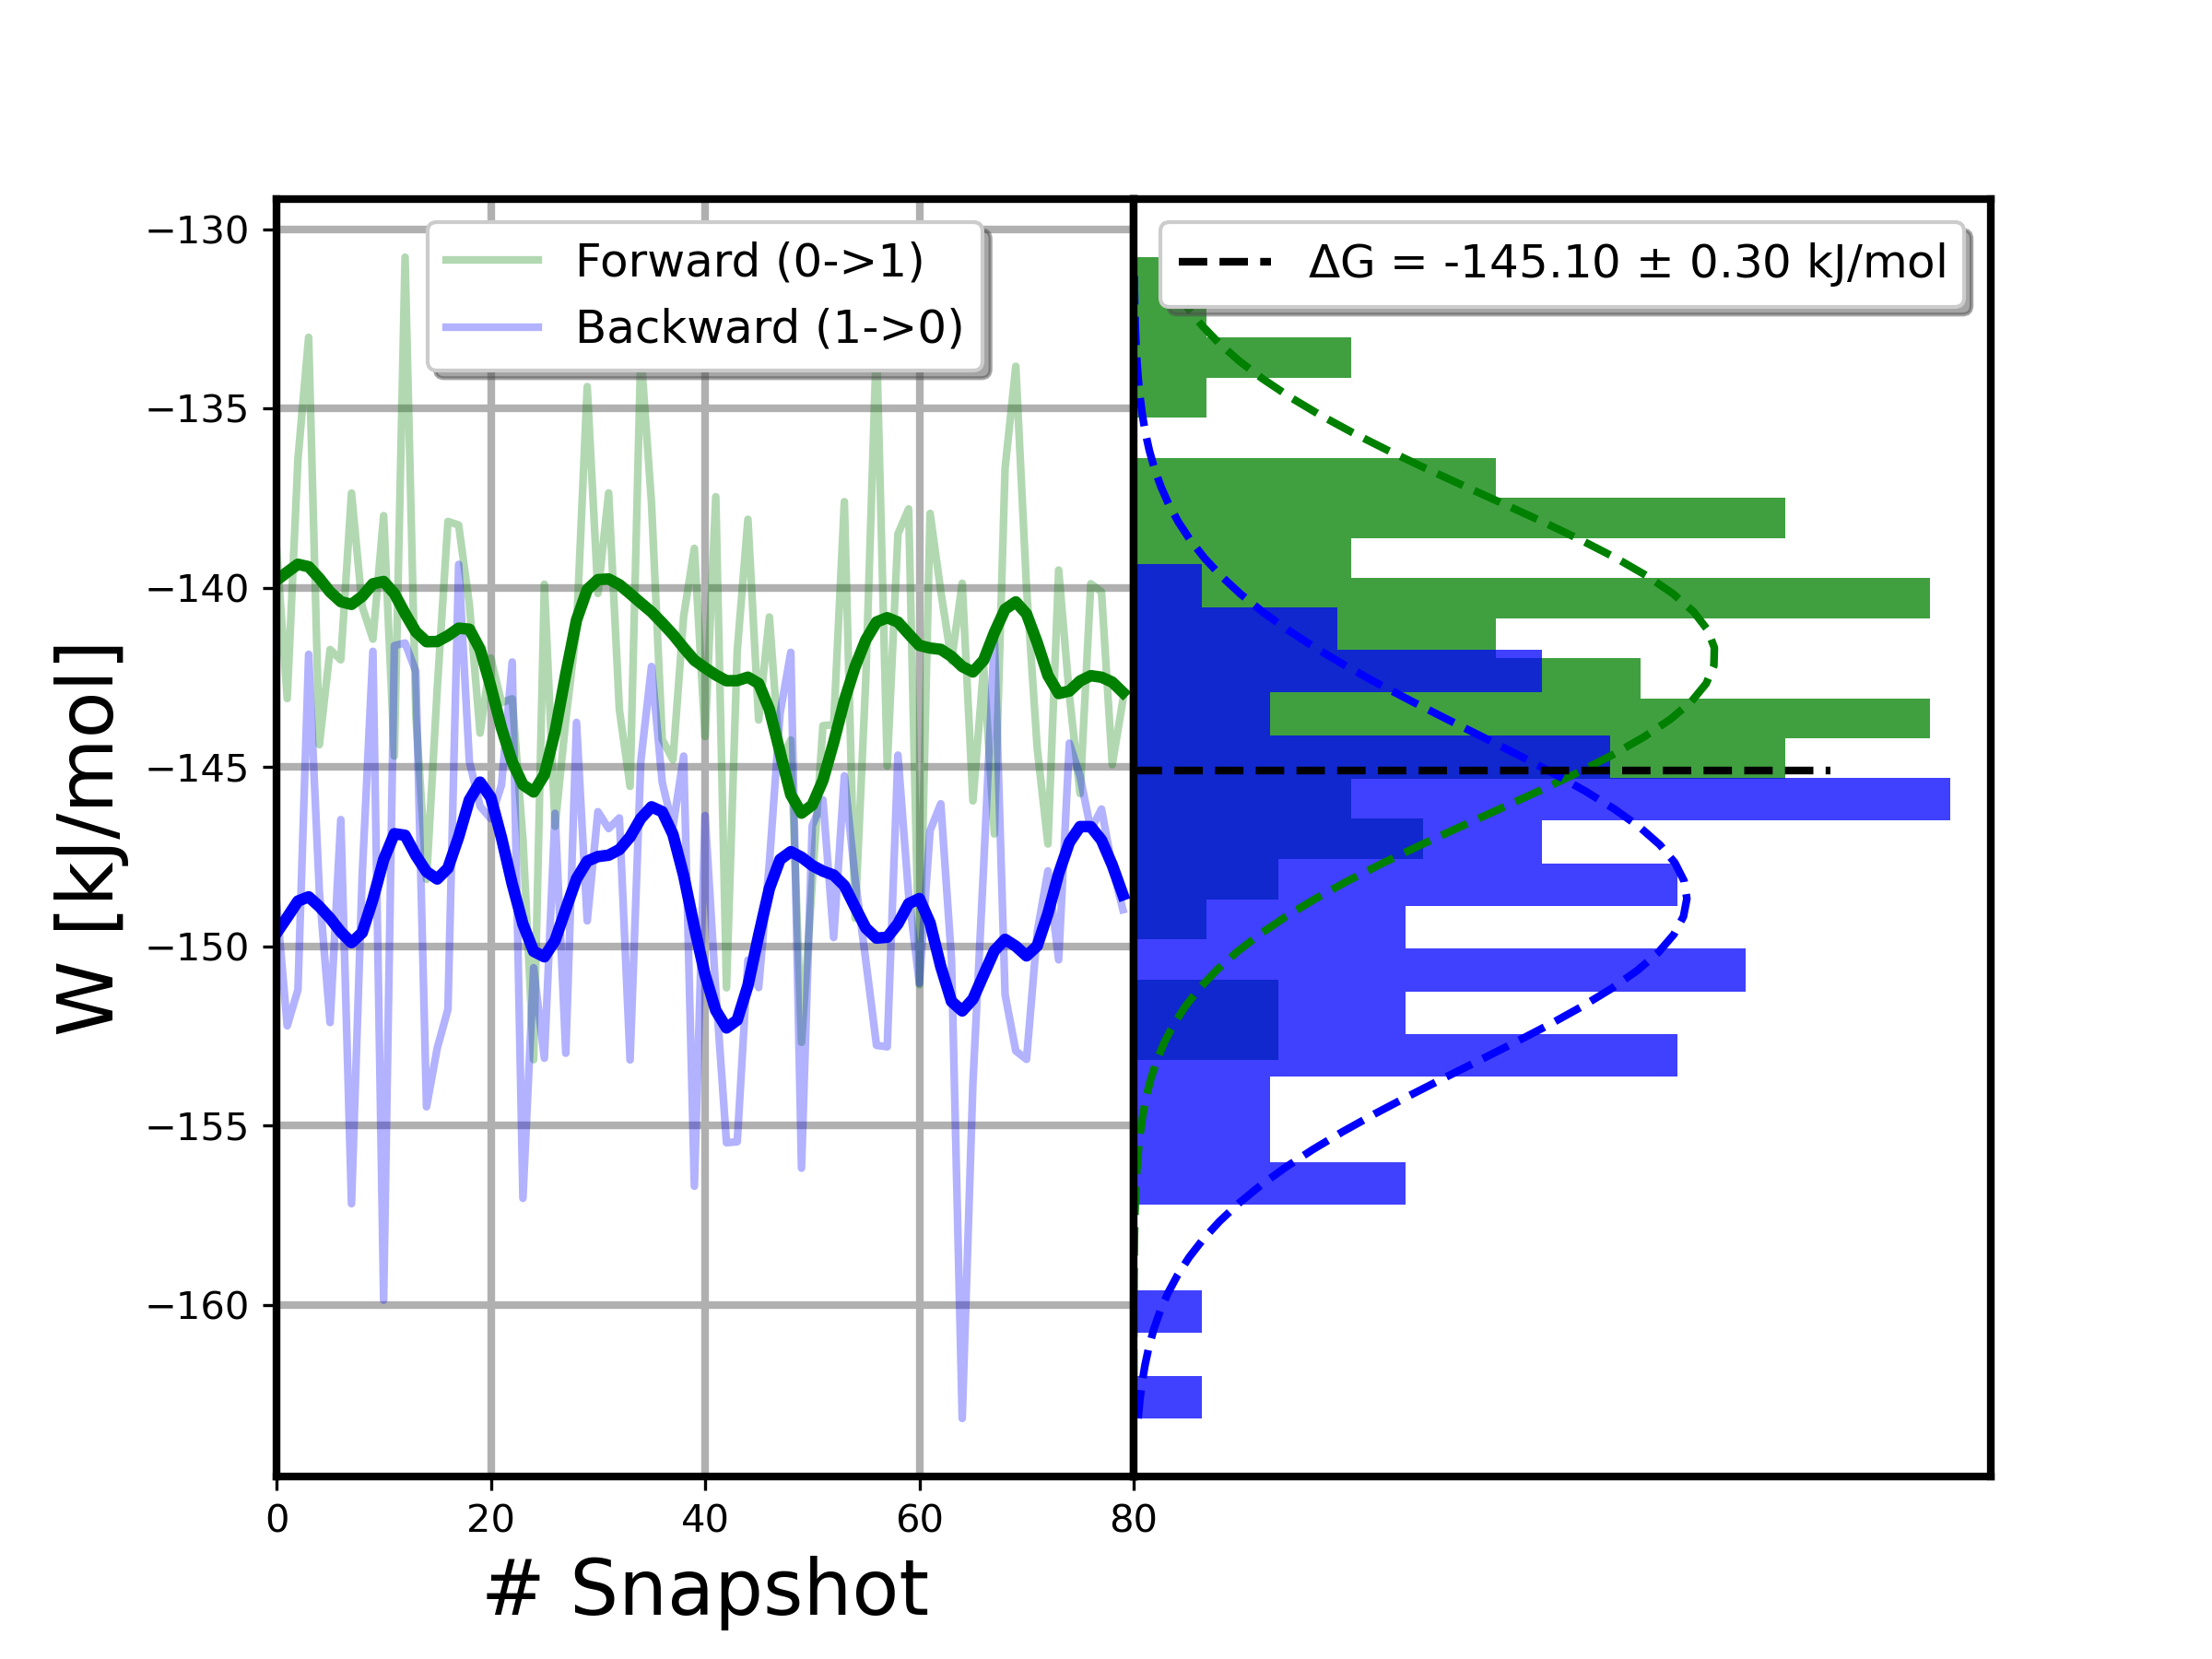 Forward (0->1)
Backward (1->0)
ΔG = -145.10 ± 0.30 kJ/mol
W [kJ/mol]
−130
−135
−140
−145
−150
−155
−160
0 20 40 60 80
# Snapshot